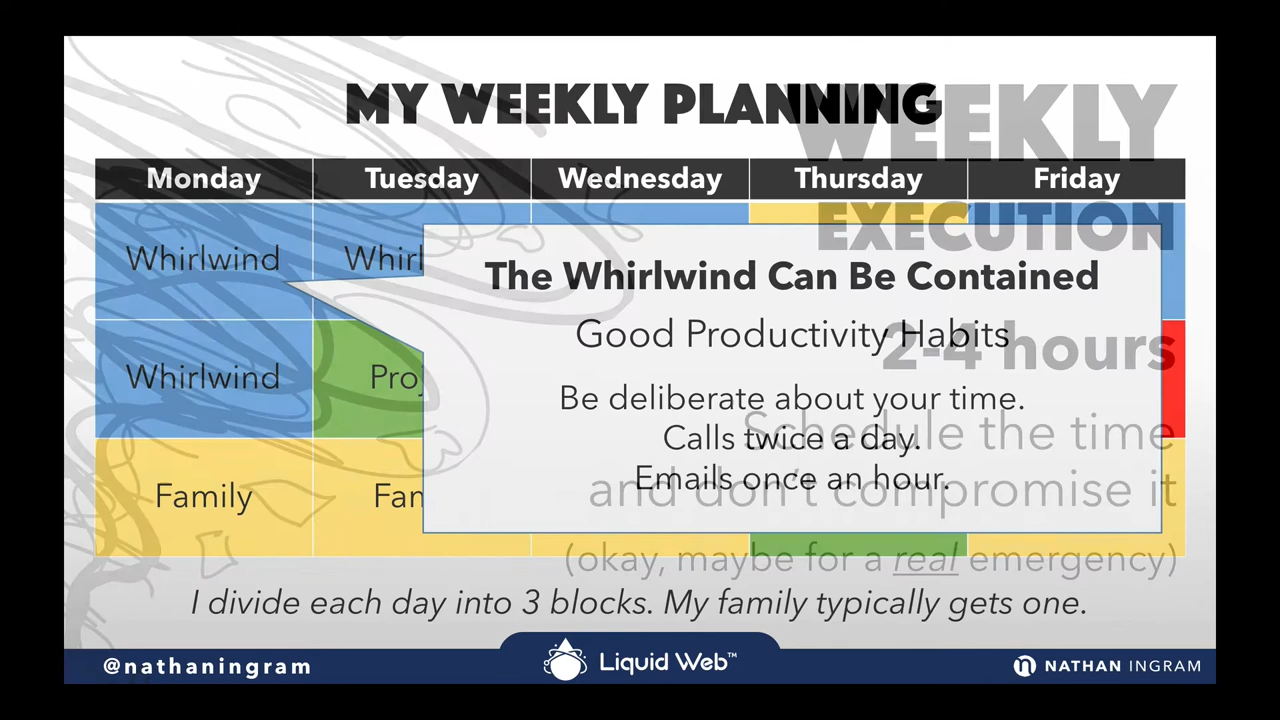 MY WEEKLY PLANNING
WEEKLY
EXECUTION
Monday Tuesday Wednesday Thursday Friday
Whirlwind
The Whirlwind Can Be Contained
Good Productivity Habits
2-4 hours
Whirlwind
Be deliberate about your time.
Calls twice a day.
Schedule the time
Emails once an hour.
and don't compromise it
Family
(okay, maybe for a real emergency)
I divide each day into 3 blocks. My family typically gets one.
@nathaningram
Liquid Web™
NATHAN INGRAM